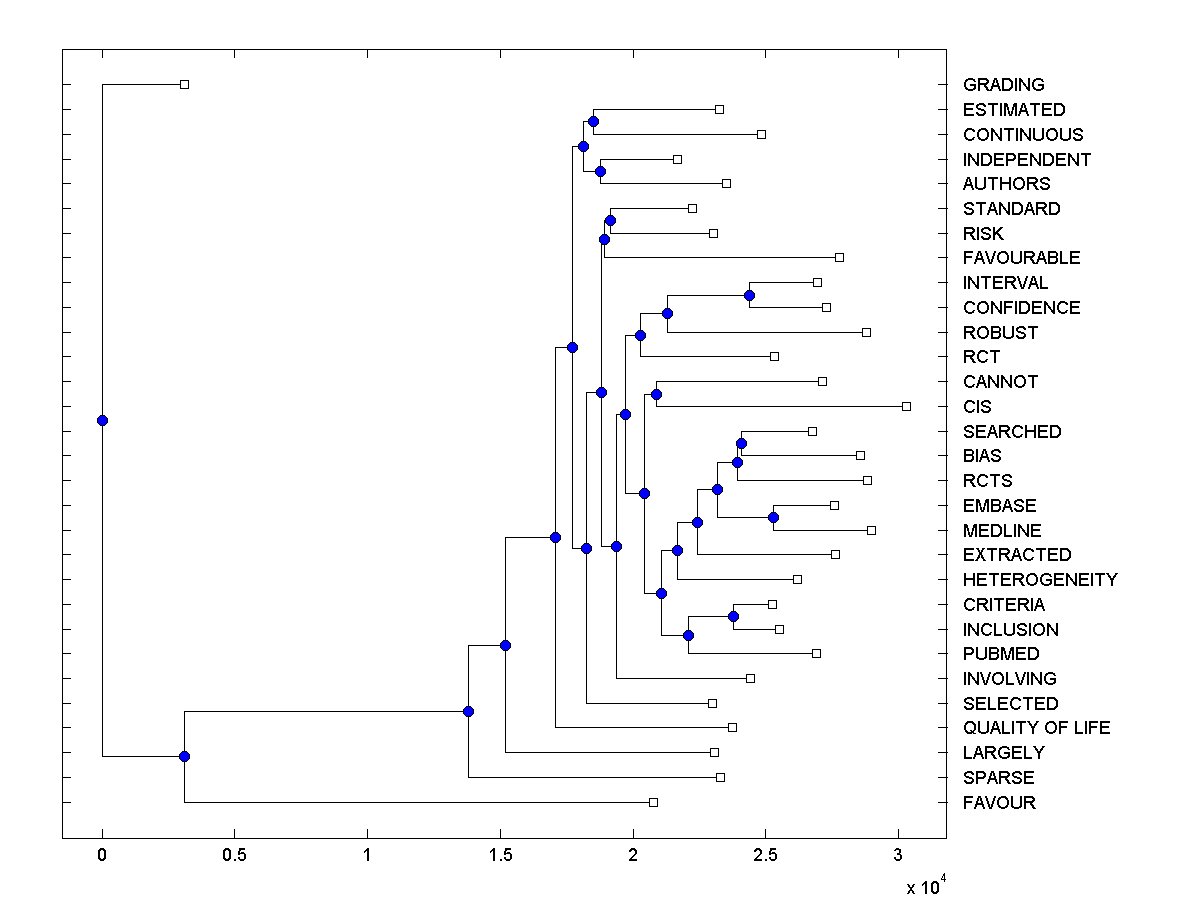 GRADING
ESTIMATED
CONTINUOUS
INDEPENDENT
AUTHORS
STANDARD
RISK
FAVOURABLE
INTERVAL
CONFIDENCE
ROBUST
RCT
CANNOT
CIS
SEARCHED
BIAS
RCTS
EMBASE
MEDLINE
EXTRACTED
HETEROGENEITY
CRITERIA
INCLUSION
PUBMED
INVOLVING
SELECTED
QUALITY OF LIFE
LARGELY
SPARSE
FAVOUR
0 0.5 1 1.5 2 2.5 3
x 10^4